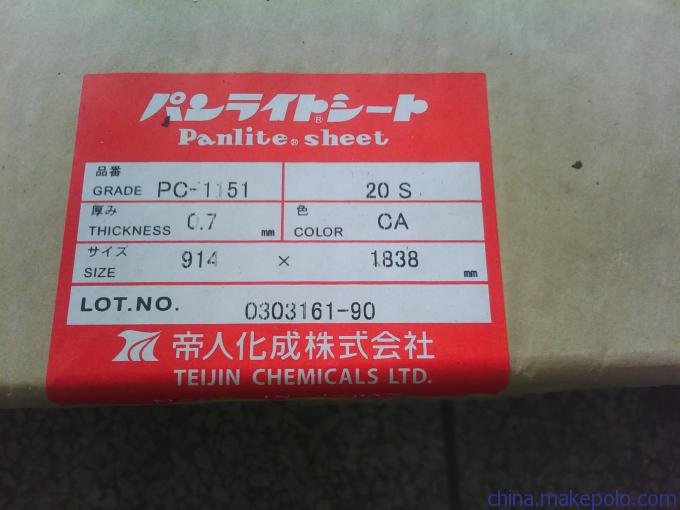 パンライトシート®
Panlite® sheet
品番
GRADE PC-1151 20 S
厚み 色
THICKNESS 0.7 mm COLOR CA
サイズ
SIZE 914 × 1838 mm
LOT.NO. 0303161-90
帝人化成株式会社
TEIJIN CHEMICALS LTD.
china.makepolo.com